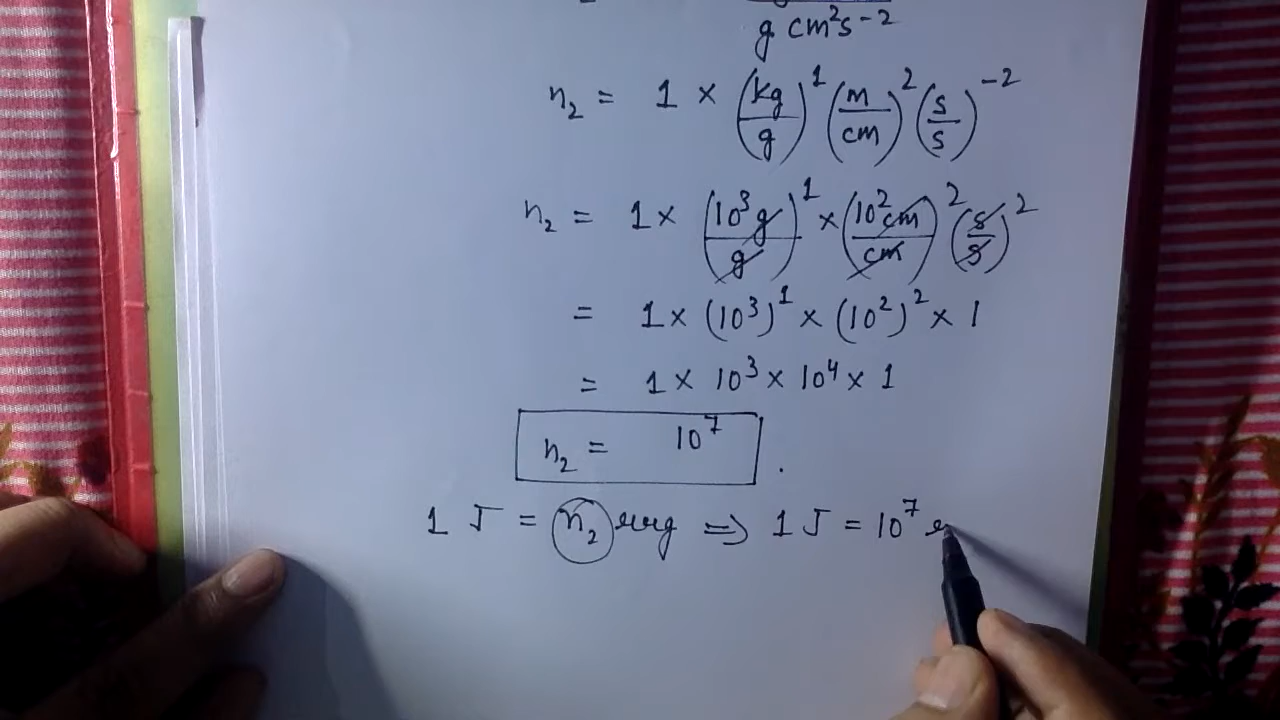 =
g cm²s⁻²
n₂ = 1 × (kg/g)¹ (m/cm)² (s/s)⁻²
n₂ = 1 × (10³g/g)¹ × (10²cm/cm)² (s/s)²
= 1 × (10³)¹ × (10²)² × 1
= 1 × 10³ × 10⁴ × 1
n₂ = 10⁷ .
1 J = n₂ erg ⇒ 1 J = 10⁷ e